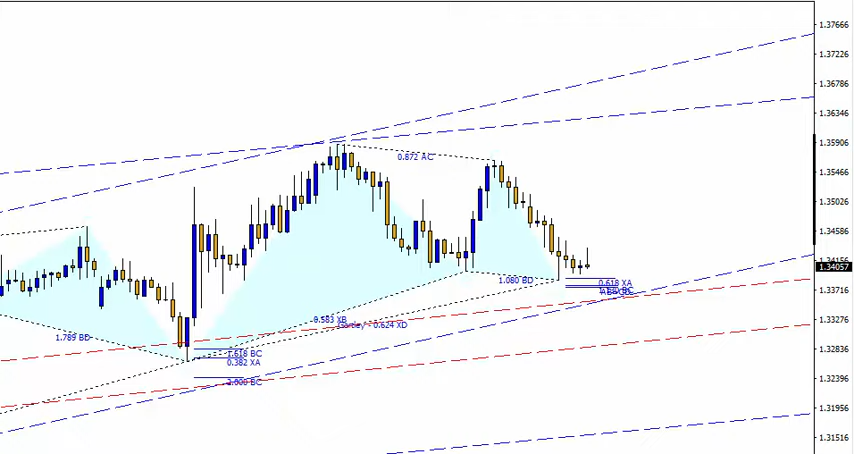 1.37666
1.37226
1.36786
1.36346
1.35906
0.872 AC
1.35466
1.35026
1.34586
1.34156
1.34057
1.080 BD
0.618 XA
1.33716
0.583 XB
1.33276
0.624 XD
1.789 BD
1.32836
1.618 BC
0.382 XA
1.32396
2.000 BC
1.31956
1.31516